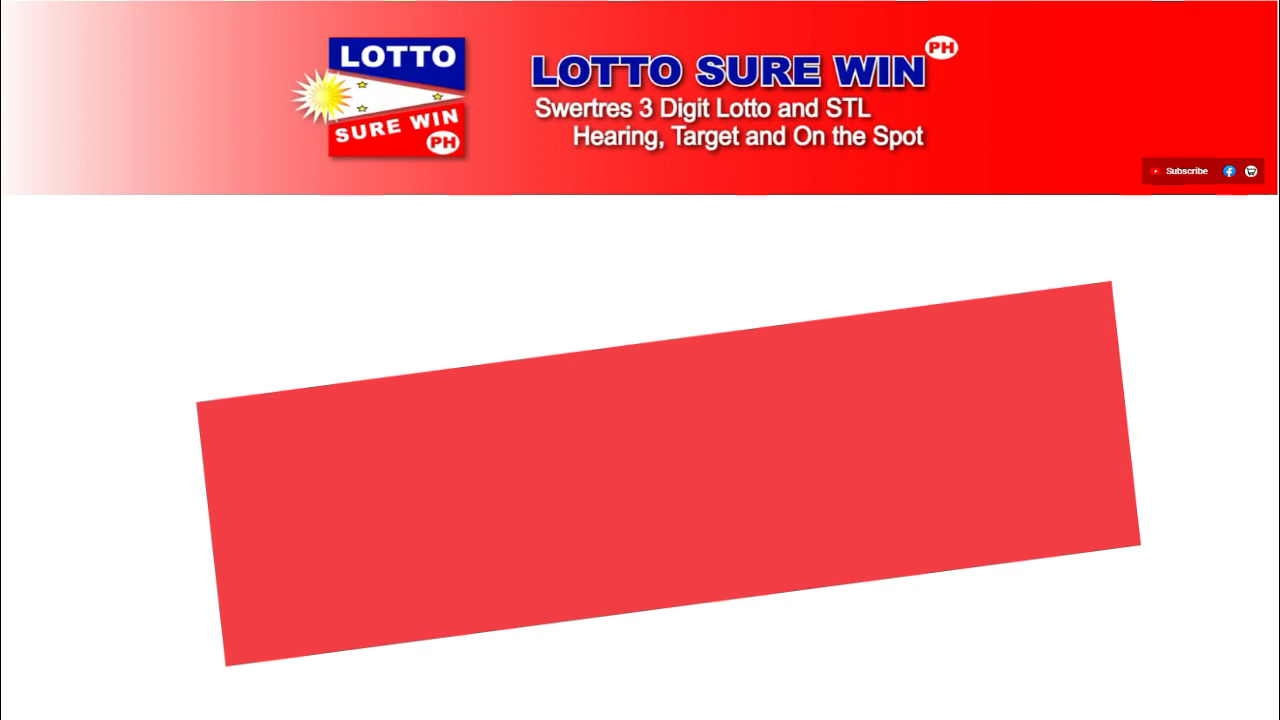 LOTTO
SURE WIN
PH
LOTTO SURE WIN PH
Swertres 3 Digit Lotto and STL
Hearing, Target and On the Spot
Subscribe